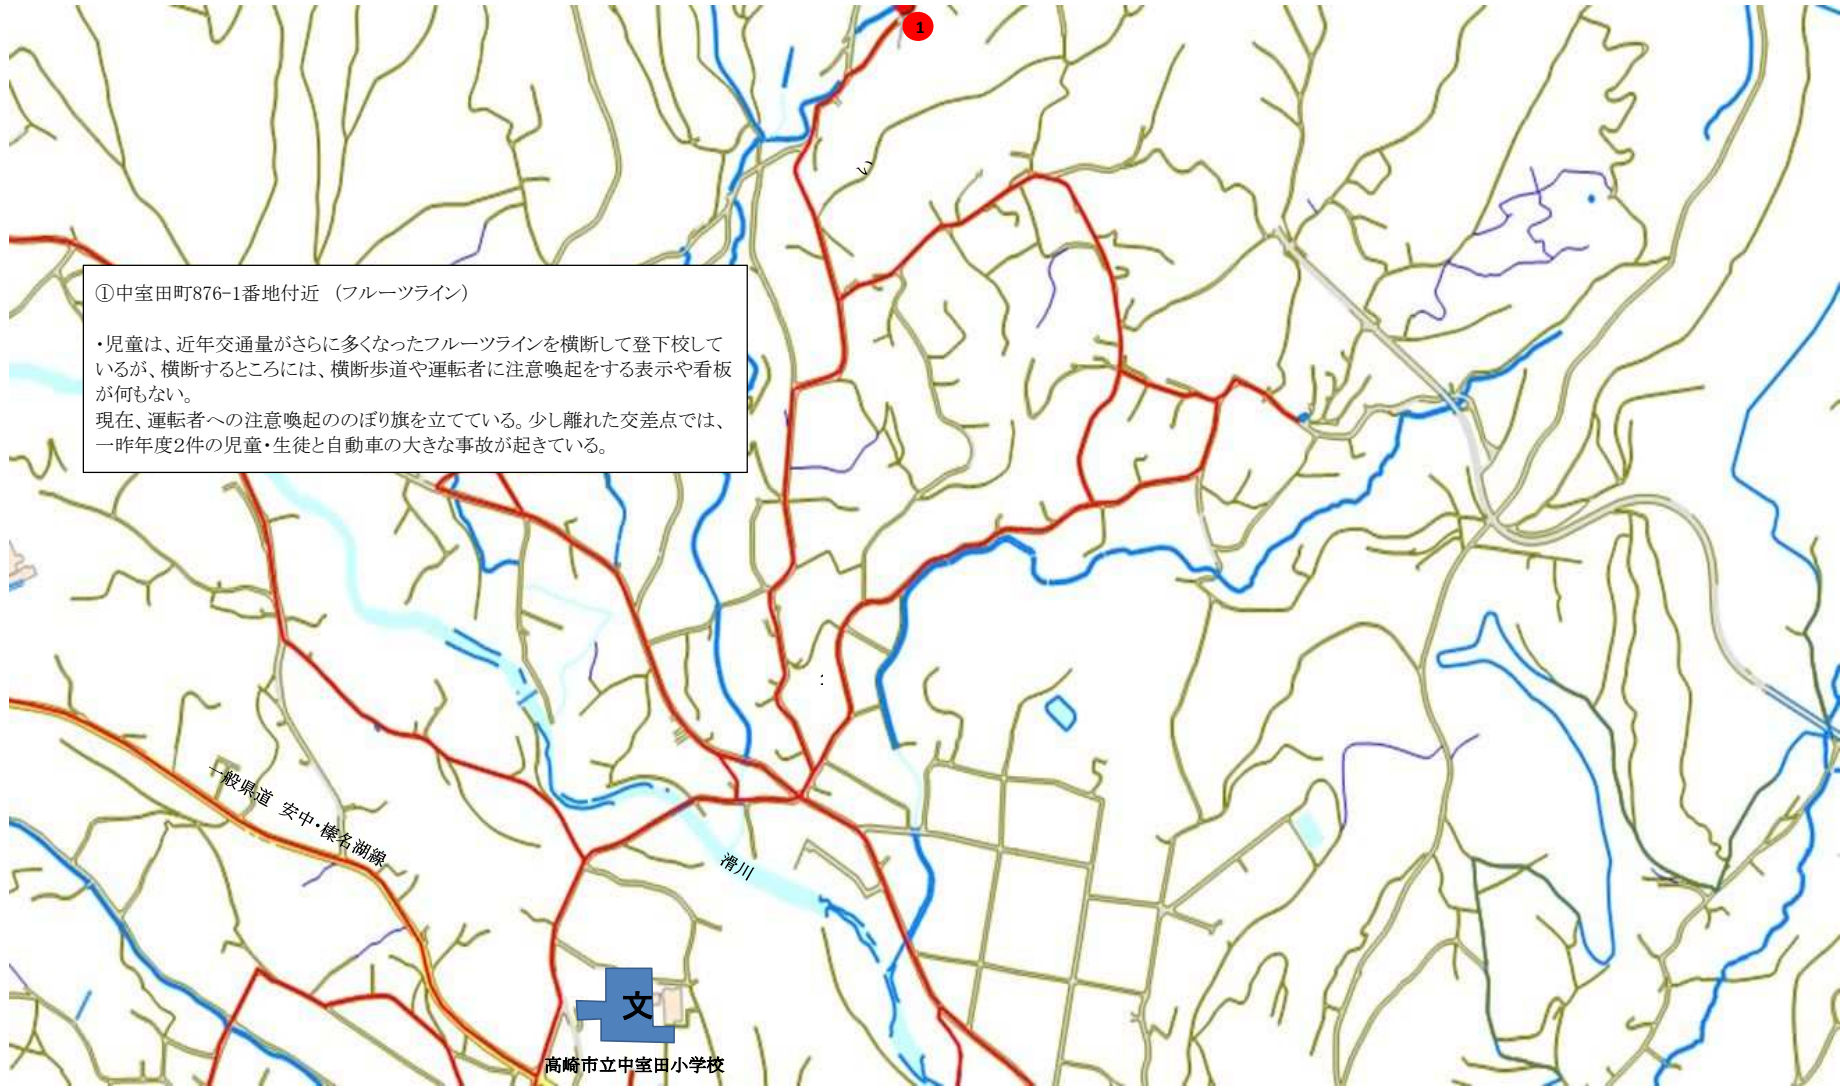 1
①中室田町876-1番地付近　(フルーツライン)
・児童は、近年交通量がさらに多くなったフルーツラインを横断して登下校して
いるが、横断するところには、横断歩道や運転者に注意喚起をする表示や看板
が何もない。
現在、運転者への注意喚起ののぼり旗を立てている。少し離れた交差点では、
一昨年度2件の児童・生徒と自動車の大きな事故が起きている。
一般県道　安中・榛名湖線
滑川
文
高崎市立中室田小学校